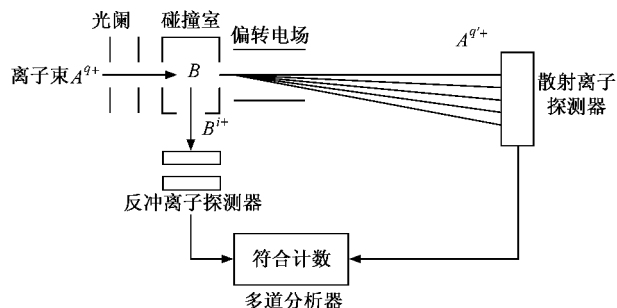 光阑
碰撞室
偏转电场
A^{q'+}
离子束A^{q+}
B
散射离子
探测器
B^{i+}
反冲离子探测器
符合计数
多道分析器